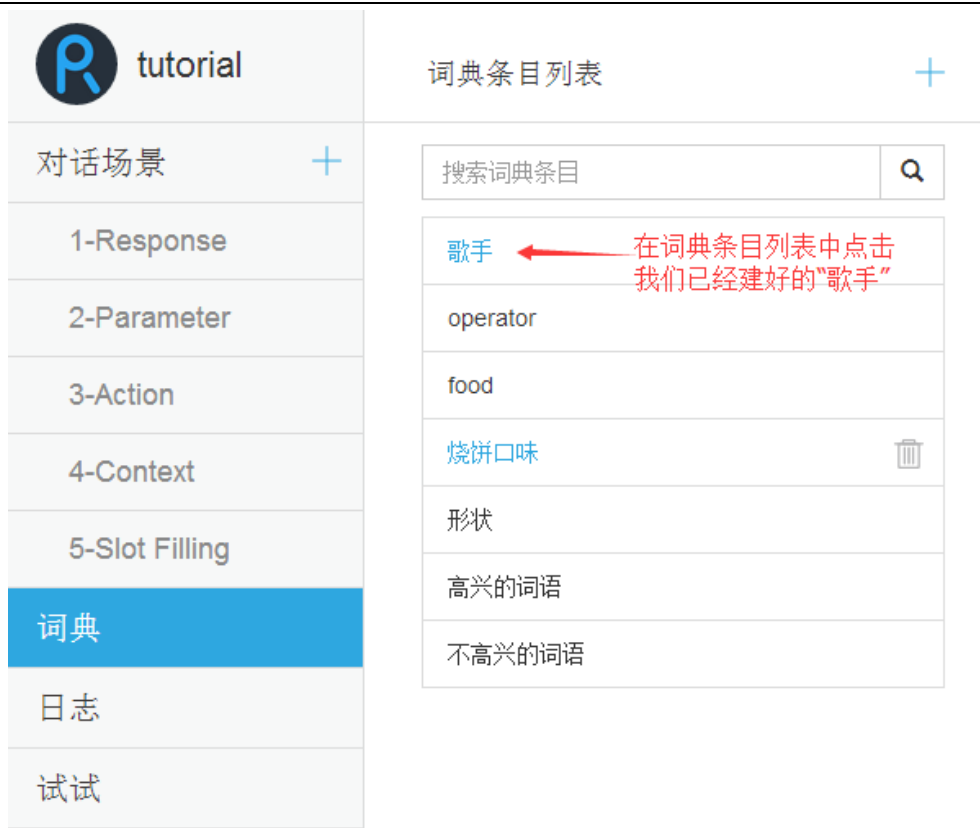 tutorial
对话场景
1-Response
2-Parameter
3-Action
4-Context
5-Slot Filling
词典
日志
试试
词典条目列表
搜索词典条目
歌手
在词典条目列表中点击
我们已经建好的“歌手”
operator
food
烧饼口味
形状
高兴的词语
不高兴的词语